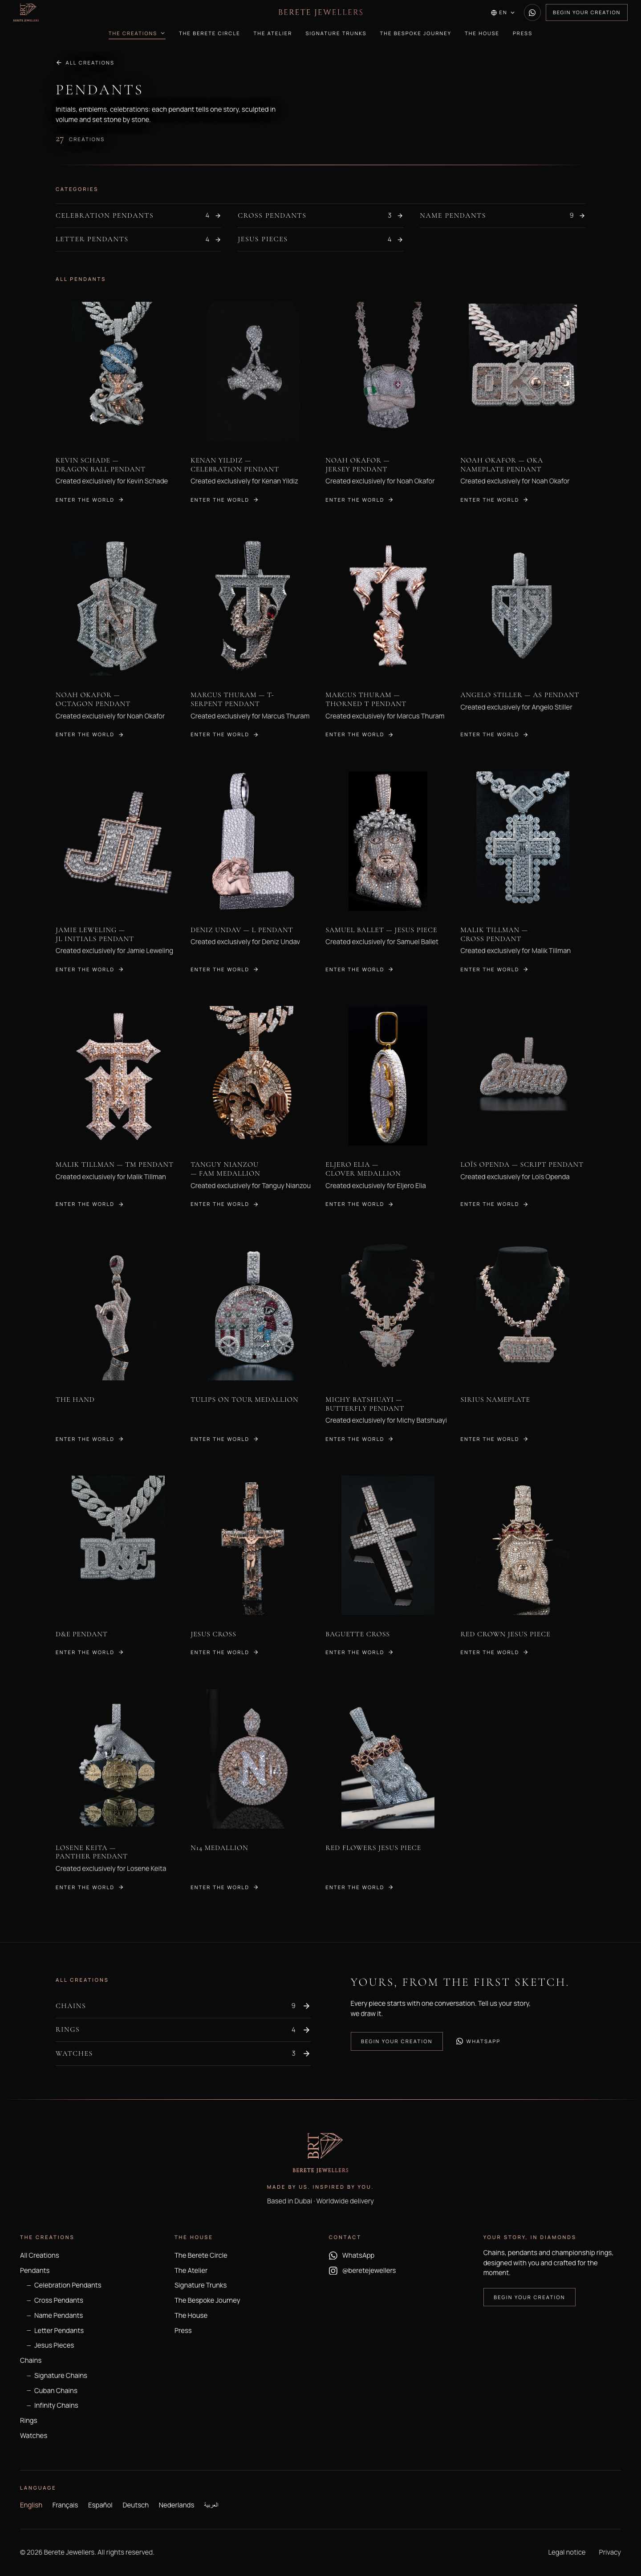 BERETE JEWELLERS
EN
BEGIN YOUR CREATION
THE CREATIONS
THE BERETE CIRCLE
THE ATELIER
SIGNATURE TRUNKS
THE BESPOKE JOURNEY
THE HOUSE
PRESS
ALL CREATIONS
PENDANTS
Initials, emblems, celebrations: each pendant tells one story, sculpted in
volume and set stone by stone.
27 CREATIONS
CATEGORIES
CELEBRATION PENDANTS 4
CROSS PENDANTS 3
NAME PENDANTS 9
LETTER PENDANTS 4
JESUS PIECES 4
ALL PENDANTS
KEVIN SCHADE —
DRAGON BALL PENDANT
Created exclusively for Kevin Schade
ENTER THE WORLD
KENAN YILDIZ —
CELEBRATION PENDANT
Created exclusively for Kenan Yildiz
ENTER THE WORLD
NOAH OKAFOR —
JERSEY PENDANT
Created exclusively for Noah Okafor
ENTER THE WORLD
OKA
NOAH OKAFOR — OKA
NAMEPLATE PENDANT
Created exclusively for Noah Okafor
ENTER THE WORLD
NOAH OKAFOR —
OCTAGON PENDANT
Created exclusively for Noah Okafor
ENTER THE WORLD
MARCUS THURAM — T-
SERPENT PENDANT
Created exclusively for Marcus Thuram
ENTER THE WORLD
MARCUS THURAM —
THORNED T PENDANT
Created exclusively for Marcus Thuram
ENTER THE WORLD
ANGELO STILLER — AS PENDANT
Created exclusively for Angelo Stiller
ENTER THE WORLD
JL
JAMIE LEWELING —
JL INITIALS PENDANT
Created exclusively for Jamie Leweling
ENTER THE WORLD
L
DENIZ UNDAV — L PENDANT
Created exclusively for Deniz Undav
ENTER THE WORLD
SAMUEL BALLET — JESUS PIECE
Created exclusively for Samuel Ballet
ENTER THE WORLD
MALIK TILLMAN —
CROSS PENDANT
Created exclusively for Malik Tillman
ENTER THE WORLD
TM
MALIK TILLMAN — TM PENDANT
Created exclusively for Malik Tillman
ENTER THE WORLD
TANGUY NIANZOU
— FAM MEDALLION
Created exclusively for Tanguy Nianzou
ENTER THE WORLD
ELJERO ELIA —
CLOVER MEDALLION
Created exclusively for Eljero Elia
ENTER THE WORLD
LOÏS OPENDA — SCRIPT PENDANT
Created exclusively for Loïs Openda
ENTER THE WORLD
THE HAND
ENTER THE WORLD
TULIPS ON TOUR MEDALLION
ENTER THE WORLD
MICHY BATSHUAYI —
BUTTERFLY PENDANT
Created exclusively for Michy Batshuayi
ENTER THE WORLD
SIRIUS NAMEPLATE
ENTER THE WORLD
D&E
D&E PENDANT
ENTER THE WORLD
JESUS CROSS
ENTER THE WORLD
BAGUETTE CROSS
ENTER THE WORLD
RED CROWN JESUS PIECE
ENTER THE WORLD
LOSENE KEITA —
PANTHER PENDANT
Created exclusively for Losene Keita
ENTER THE WORLD
N
N14 MEDALLION
ENTER THE WORLD
RED FLOWERS JESUS PIECE
ENTER THE WORLD
ALL CREATIONS
CHAINS 9
RINGS 4
WATCHES 3
YOURS, FROM THE FIRST SKETCH.
Every piece starts with one conversation. Tell us your story,
we draw it.
BEGIN YOUR CREATION
WHATSAPP
BRT
BERETE JEWELLERS
MADE BY US. INSPIRED BY YOU.
Based in Dubai · Worldwide delivery
THE CREATIONS
All Creations
Pendants
— Celebration Pendants
— Cross Pendants
— Name Pendants
— Letter Pendants
— Jesus Pieces
Chains
— Signature Chains
— Cuban Chains
— Infinity Chains
Rings
Watches
THE HOUSE
The Berete Circle
The Atelier
Signature Trunks
The Bespoke Journey
The House
Press
CONTACT
WhatsApp
@beretejewellers
YOUR STORY, IN DIAMONDS
Chains, pendants and championship rings,
designed with you and crafted for the
moment.
BEGIN YOUR CREATION
LANGUAGE
English Français Español Deutsch Nederlands العربية
© 2026 Berete Jewellers. All rights reserved.
Legal notice Privacy